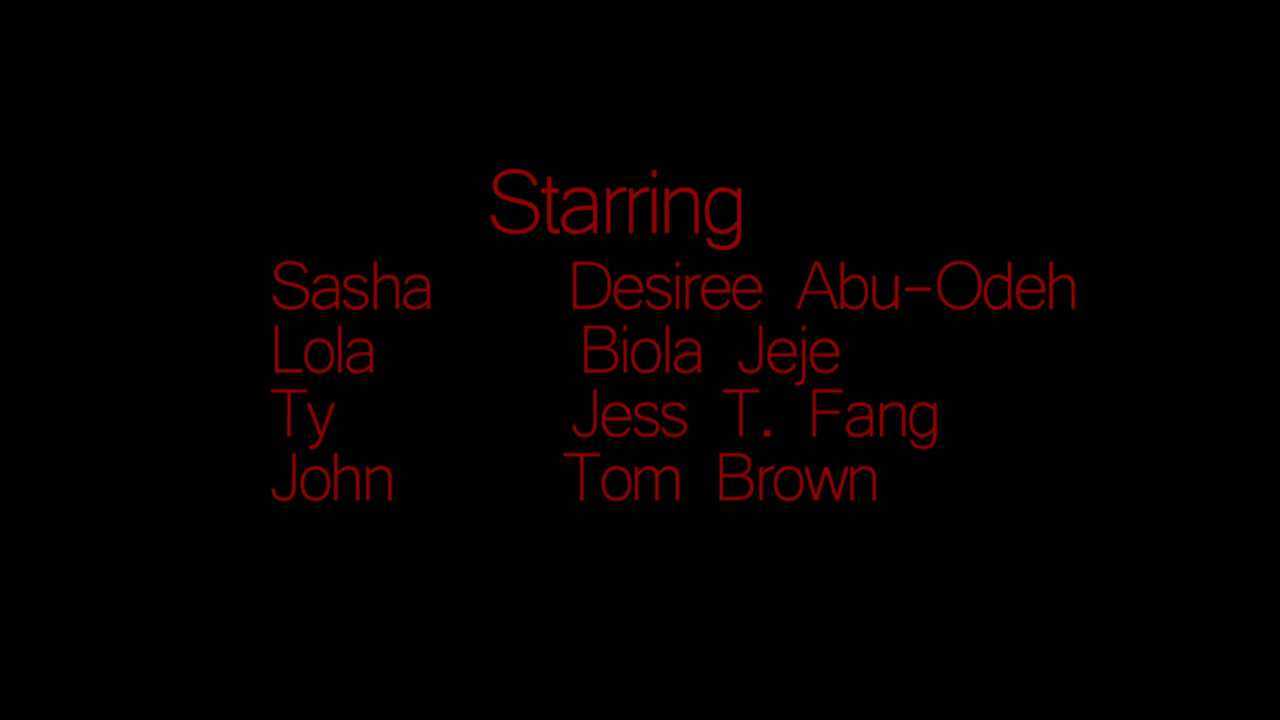 Starring
Sasha Desiree Abu-Odeh
Lola Biola Jeje
Ty Jess T. Fang
John Tom Brown